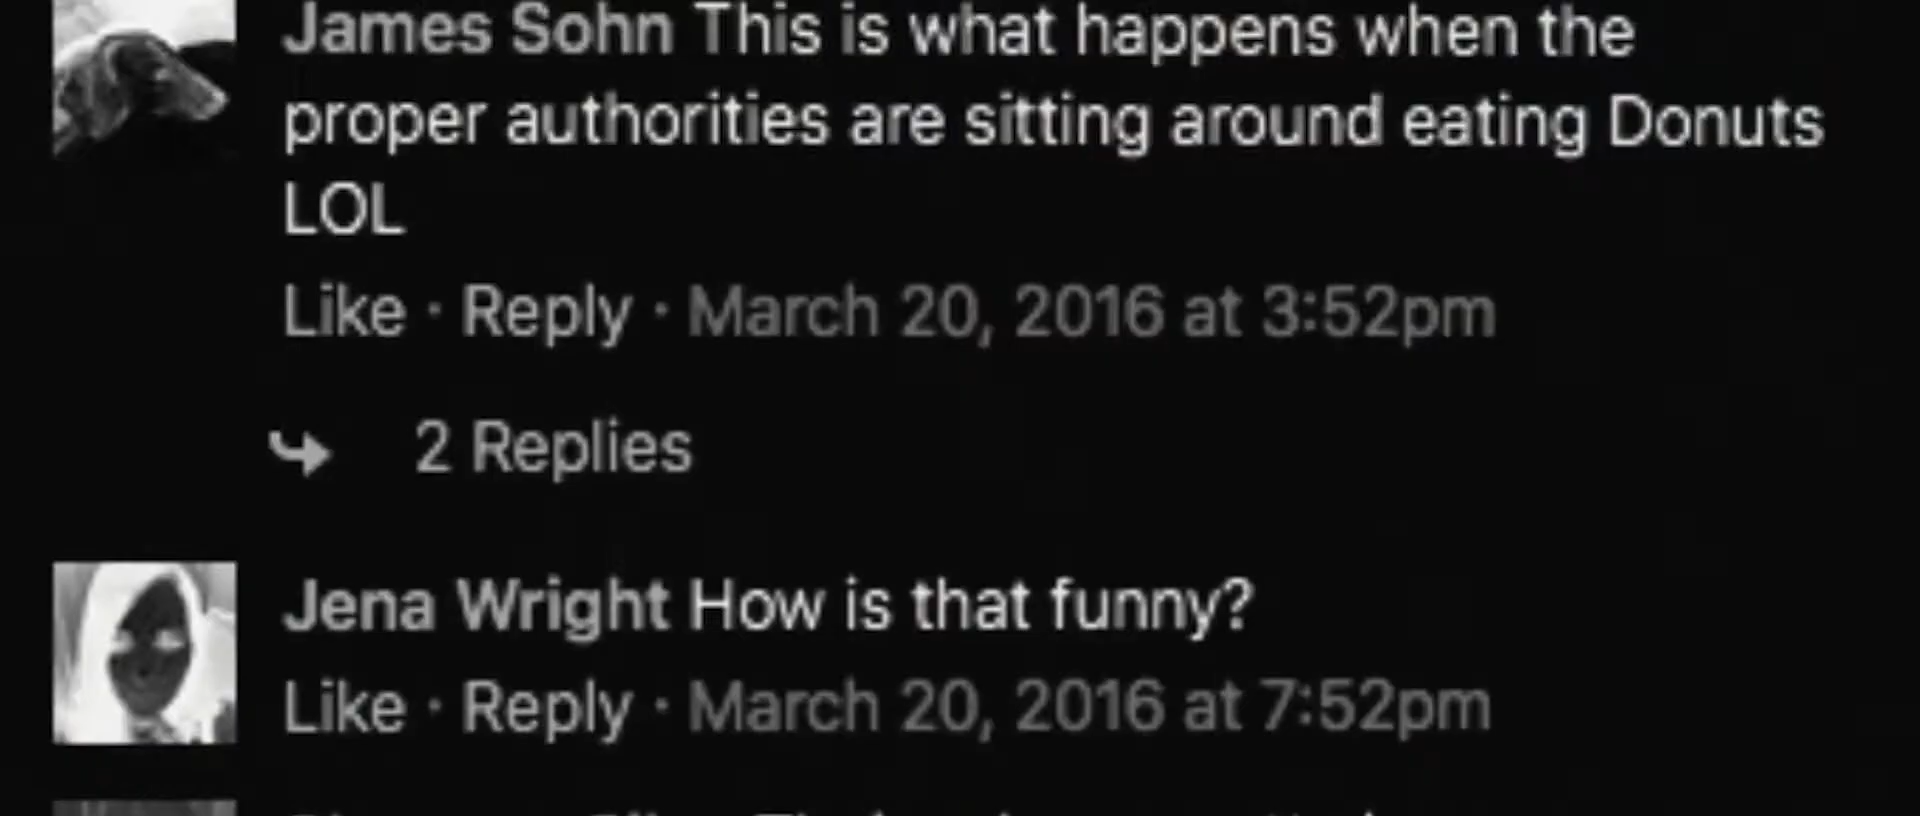 James Sohn This is what happens when the
proper authorities are sitting around eating Donuts
LOL
Like · Reply · March 20, 2016 at 3:52pm
2 Replies
Jena Wright How is that funny?
Like · Reply · March 20, 2016 at 7:52pm